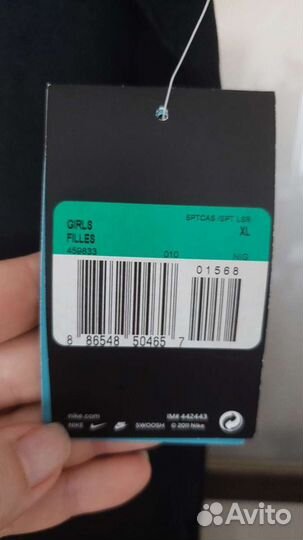 SPTCAS /SPT LSR
GIRLS XL
FILLES
459833 010 NIG
01568
8 86548 50465 7
nike.com IM# 442443
NIKE SWOOSH © 2011 Nike
Avito